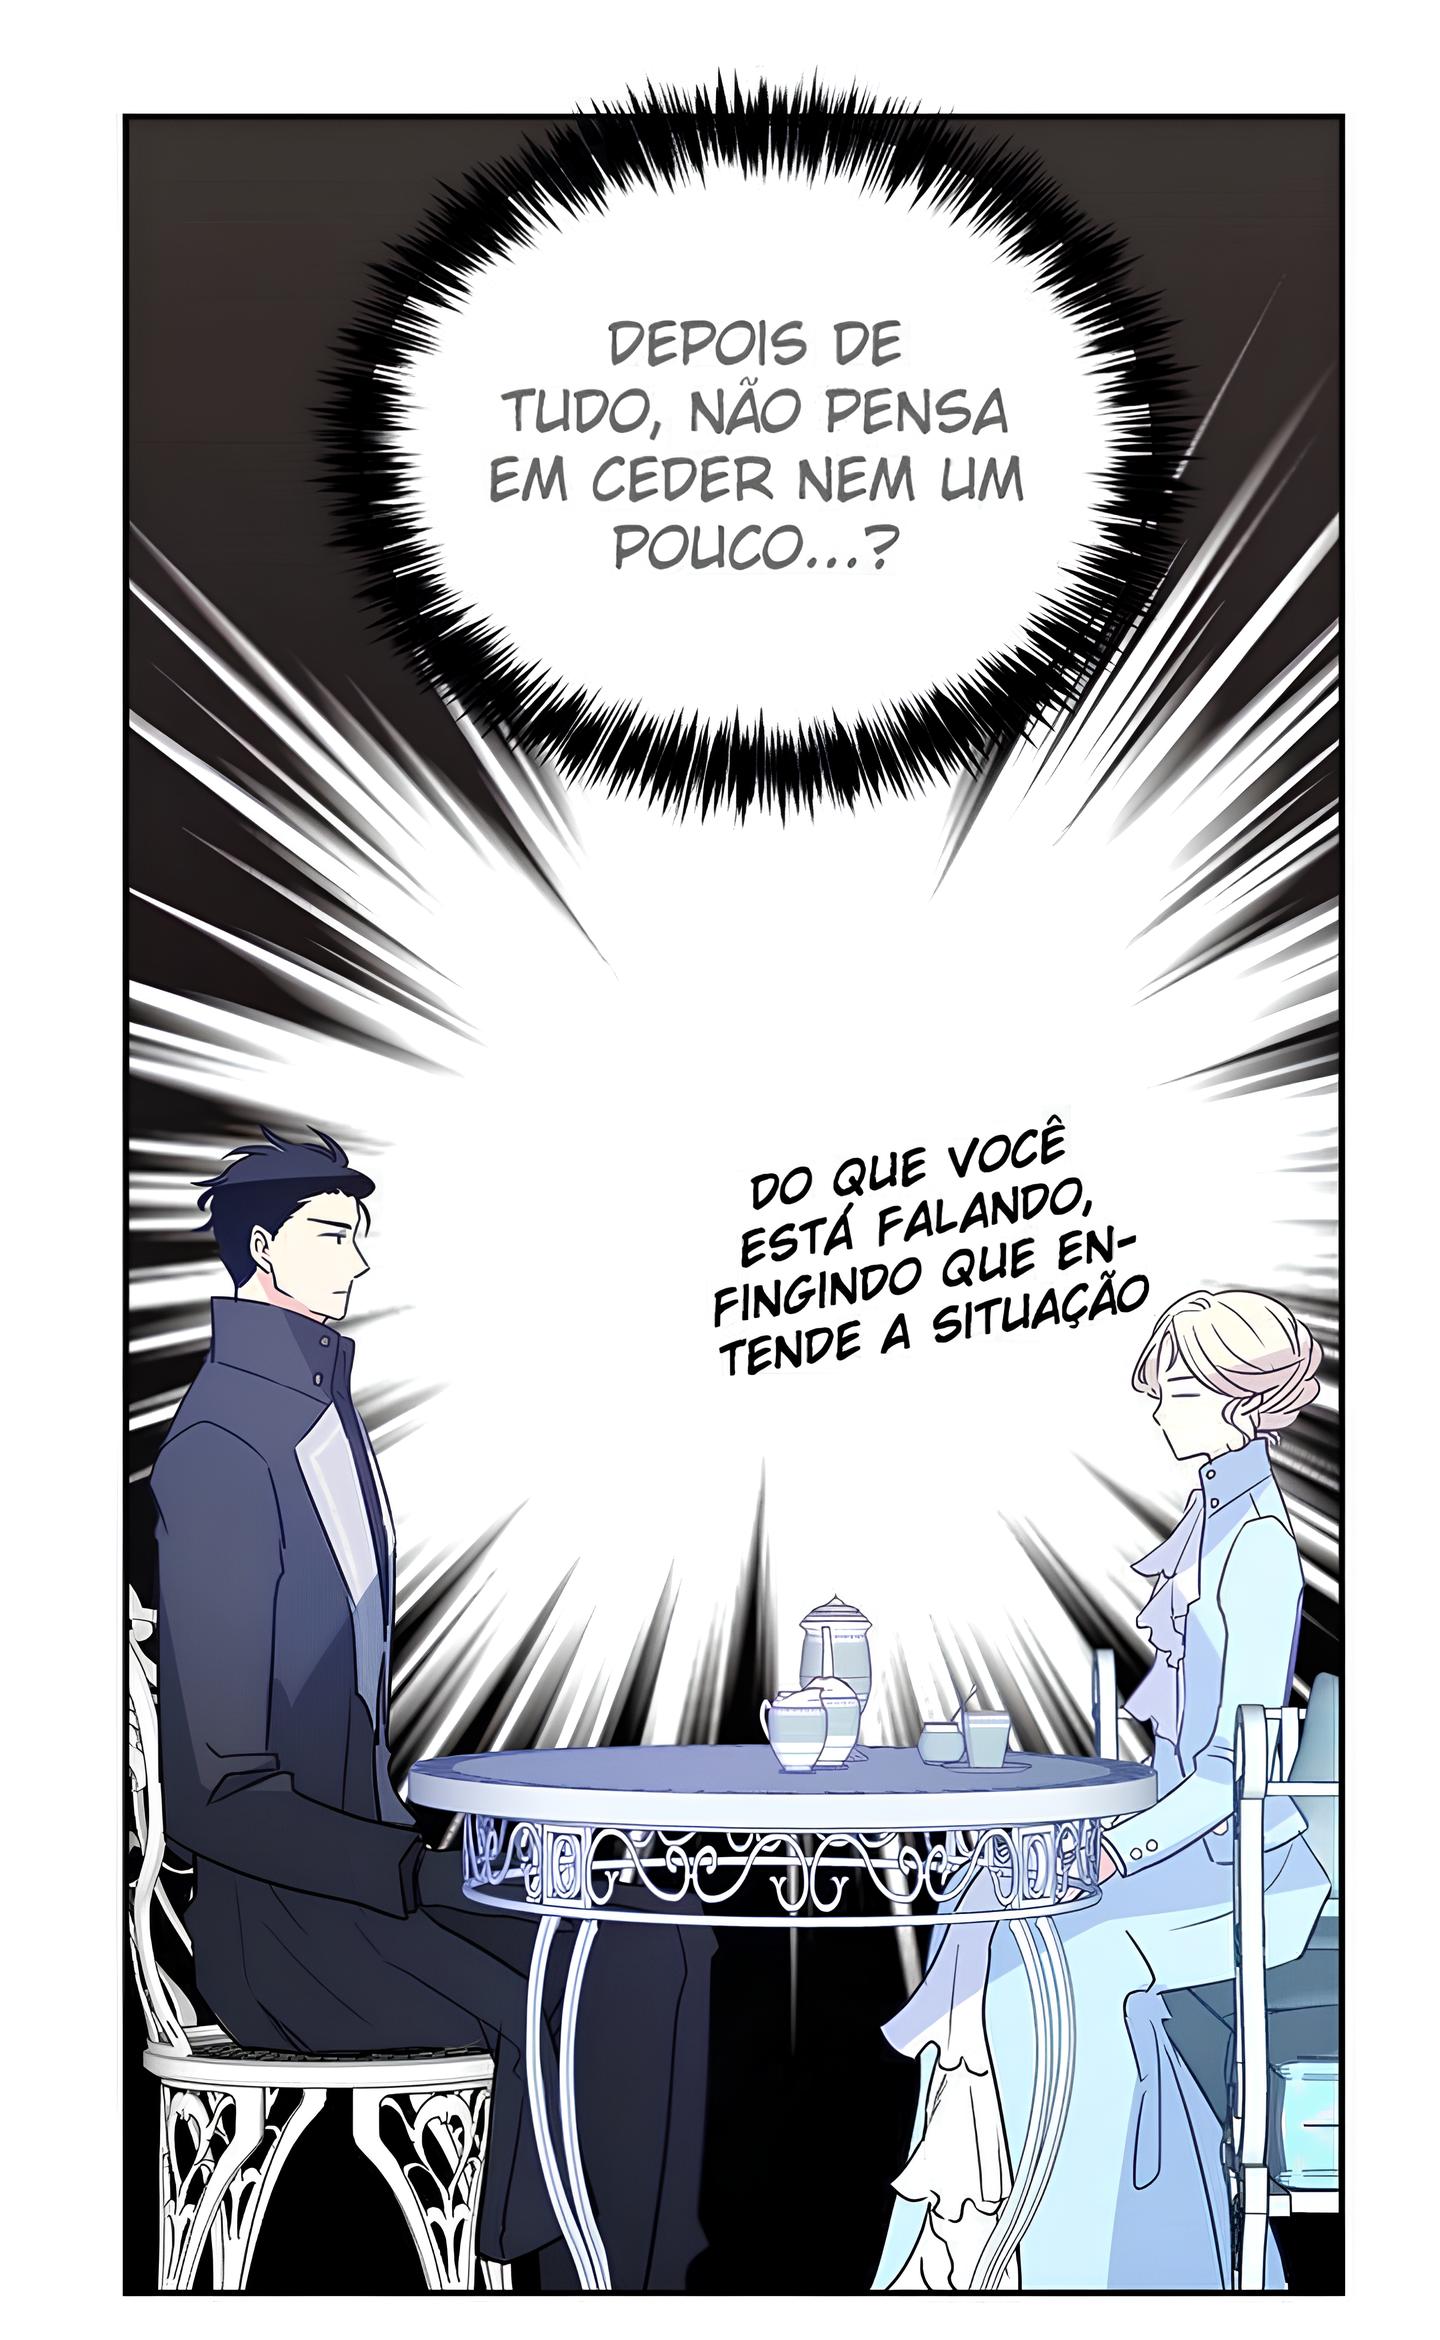 DEPOIS DE
TUDO, NÃO PENSA
EM CEDER NEM UM
POUCO...?
DO QUE VOCÊ
ESTÁ FALANDO,
FINGINDO QUE EN-
TENDE A SITUAÇÃO